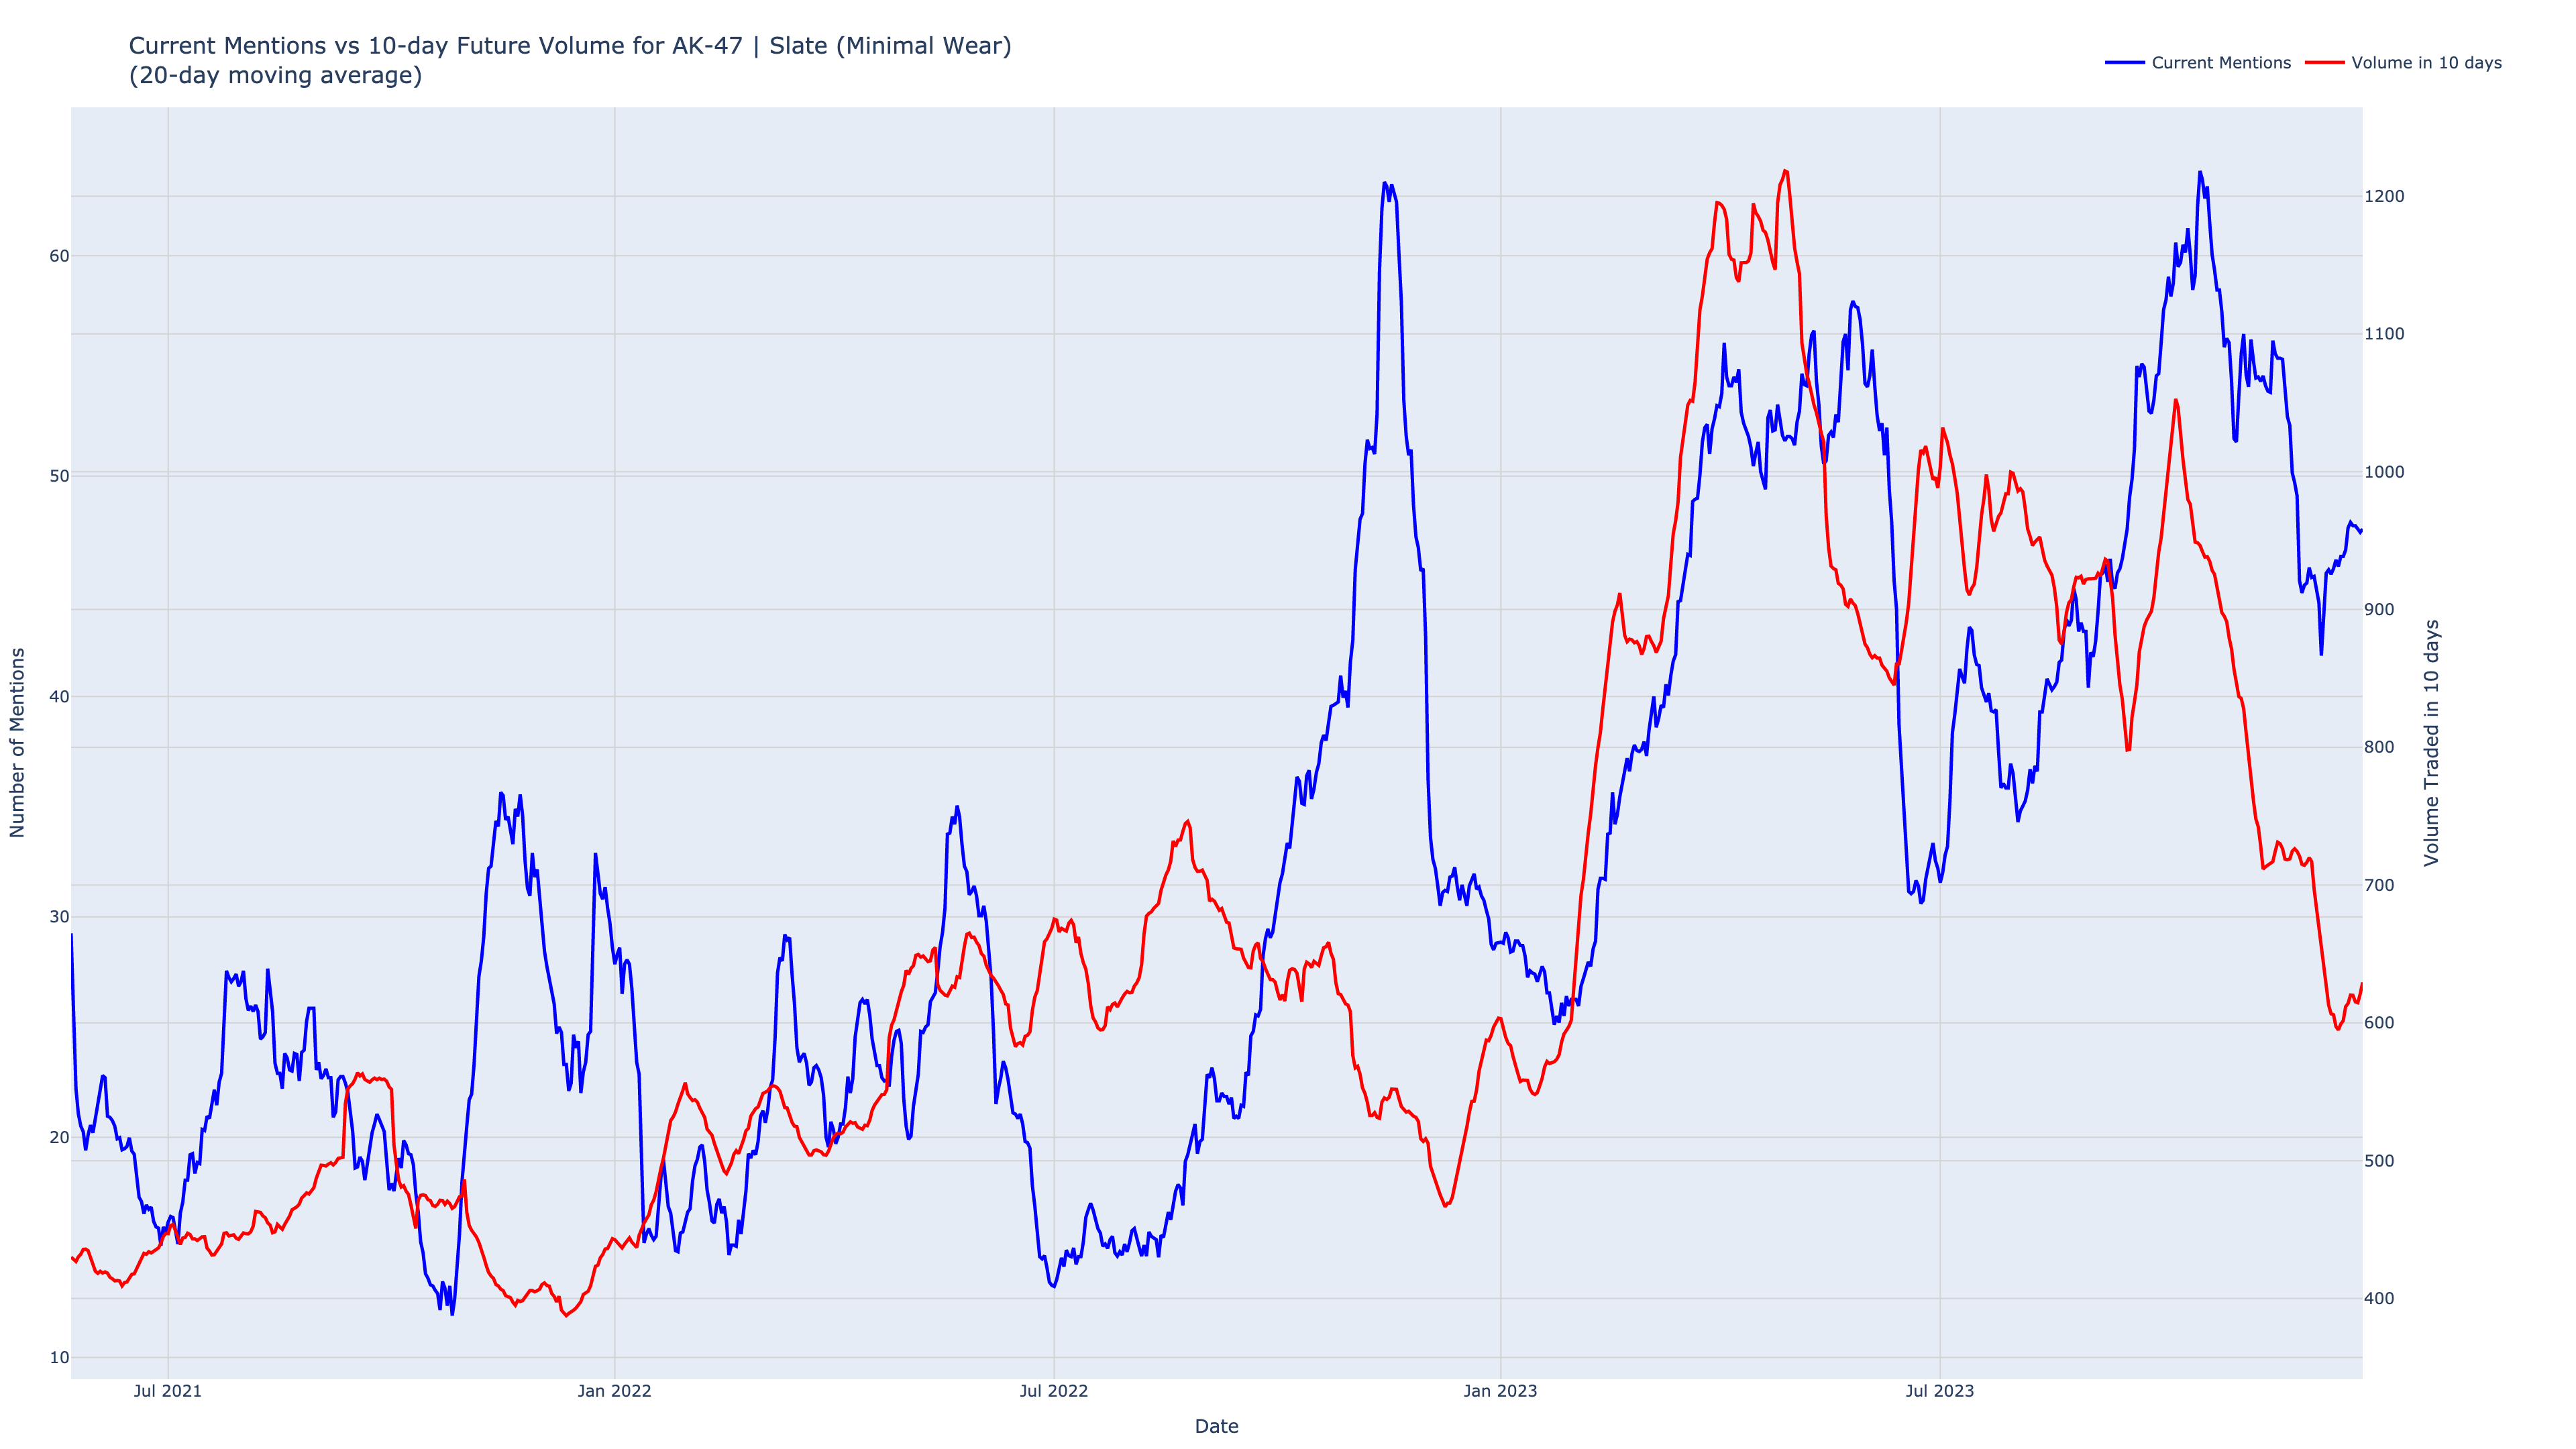 Current Mentions vs 10-day Future Volume for AK-47 | Slate (Minimal Wear)
(20-day moving average)
Current Mentions
Volume in 10 days
Number of Mentions
60
50
40
30
20
10
1200
1100
1000
900
800
700
600
500
400
Volume Traded in 10 days
Jul 2021
Jan 2022
Jul 2022
Jan 2023
Jul 2023
Date